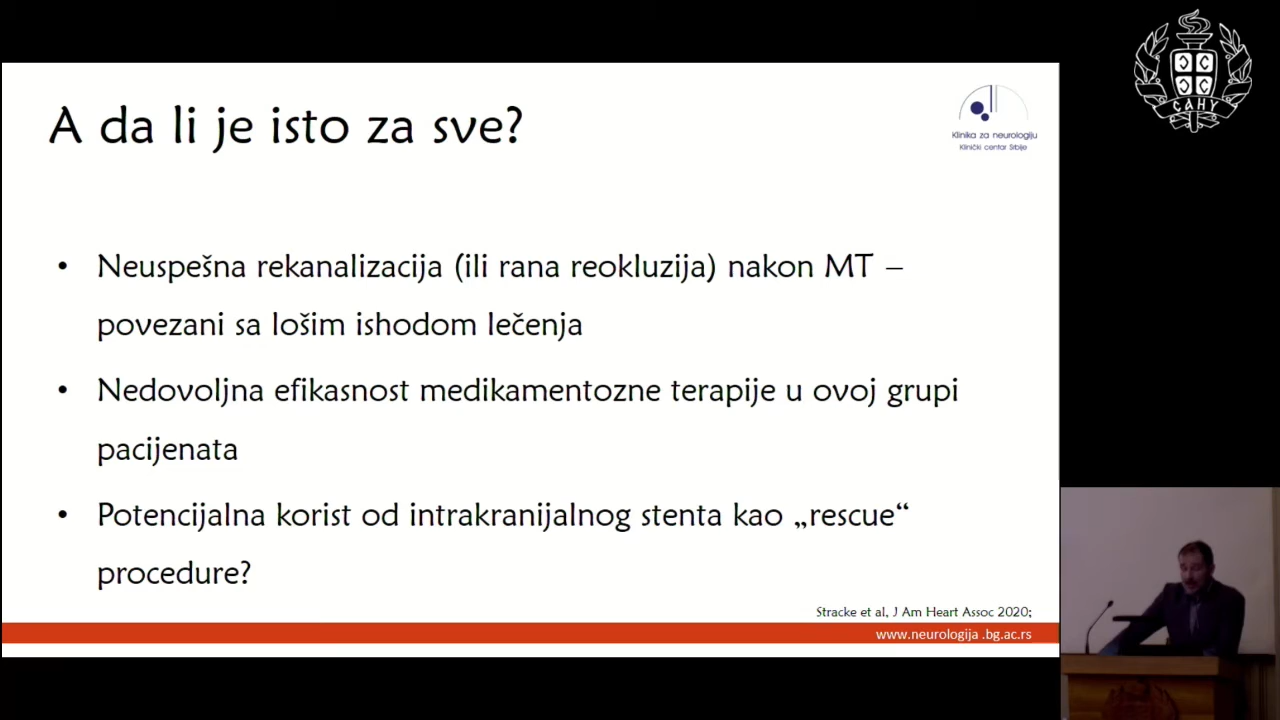 A da li je isto za sve?
Klinika za neurologiju
Klinički centar Srbije
• Neuspešna rekanalizacija (ili rana reokluzija) nakon MT –
povezani sa lošim ishodom lečenja
• Nedovoljna efikasnost medikamentozne terapije u ovoj grupi
pacijenata
• Potencijalna korist od intrakranijalnog stenta kao „rescue“
procedure?
Stracke et al, J Am Heart Assoc 2020;
www.neurologija .bg.ac.rs
САНУ